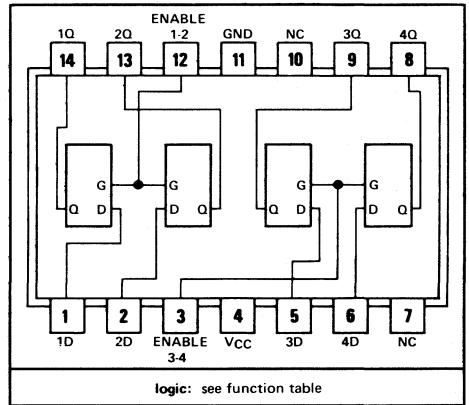 ENABLE
1Q 2Q 1-2 GND NC 3Q 4Q
14 13 12 11 10 9 8
G G G G
Q D D Q Q D D Q
1 2 3 4 5 6 7
1D 2D ENABLE VCC 3D 4D NC
3-4
logic: see function table